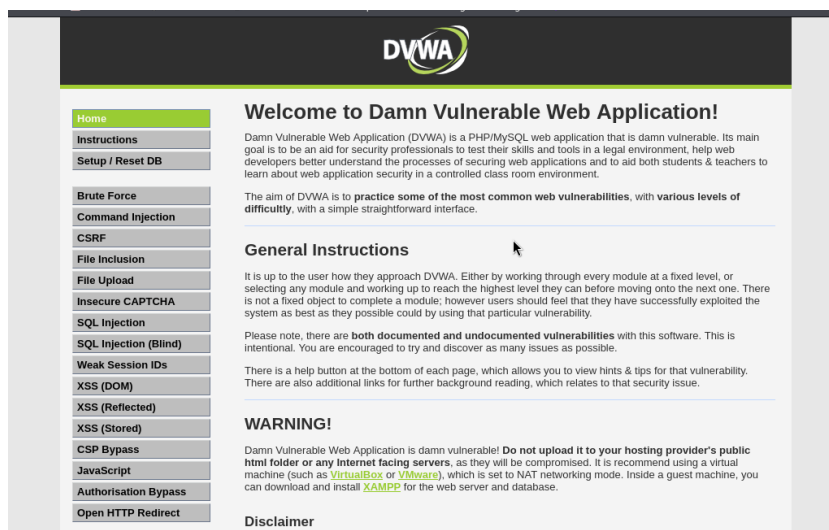 DVWA
Home
Instructions
Setup / Reset DB
Brute Force
Command Injection
CSRF
File Inclusion
File Upload
Insecure CAPTCHA
SQL Injection
SQL Injection (Blind)
Weak Session IDs
XSS (DOM)
XSS (Reflected)
XSS (Stored)
CSP Bypass
JavaScript
Authorisation Bypass
Open HTTP Redirect
Welcome to Damn Vulnerable Web Application!
Damn Vulnerable Web Application (DVWA) is a PHP/MySQL web application that is damn vulnerable. Its main
goal is to be an aid for security professionals to test their skills and tools in a legal environment, help web
developers better understand the processes of securing web applications and to aid both students & teachers to
learn about web application security in a controlled class room environment.
The aim of DVWA is to practice some of the most common web vulnerabilities, with various levels of
difficultly, with a simple straightforward interface.
General Instructions
It is up to the user how they approach DVWA. Either by working through every module at a fixed level, or
selecting any module and working up to reach the highest level they can before moving onto the next one. There
is not a fixed object to complete a module; however users should feel that they have successfully exploited the
system as best as they possible could by using that particular vulnerability.
Please note, there are both documented and undocumented vulnerabilities with this software. This is
intentional. You are encouraged to try and discover as many issues as possible.
There is a help button at the bottom of each page, which allows you to view hints & tips for that vulnerability.
There are also additional links for further background reading, which relates to that security issue.
WARNING!
Damn Vulnerable Web Application is damn vulnerable! Do not upload it to your hosting provider's public
html folder or any Internet facing servers, as they will be compromised. It is recommend using a virtual
machine (such as VirtualBox or VMware), which is set to NAT networking mode. Inside a guest machine, you
can download and install XAMPP for the web server and database.
Disclaimer